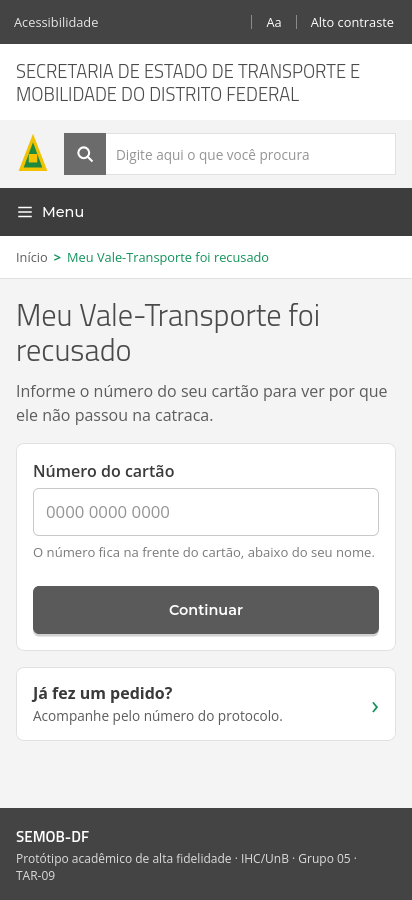 Acessibilidade
Aa
Alto contraste
SECRETARIA DE ESTADO DE TRANSPORTE E
MOBILIDADE DO DISTRITO FEDERAL
Digite aqui o que você procura
Menu
Início > Meu Vale-Transporte foi recusado
Meu Vale-Transporte foi
recusado
Informe o número do seu cartão para ver por que
ele não passou na catraca.
Número do cartão
0000 0000 0000
O número fica na frente do cartão, abaixo do seu nome.
Continuar
Já fez um pedido?
Acompanhe pelo número do protocolo.
SEMOB-DF
Protótipo acadêmico de alta fidelidade · IHC/UnB · Grupo 05 ·
TAR-09